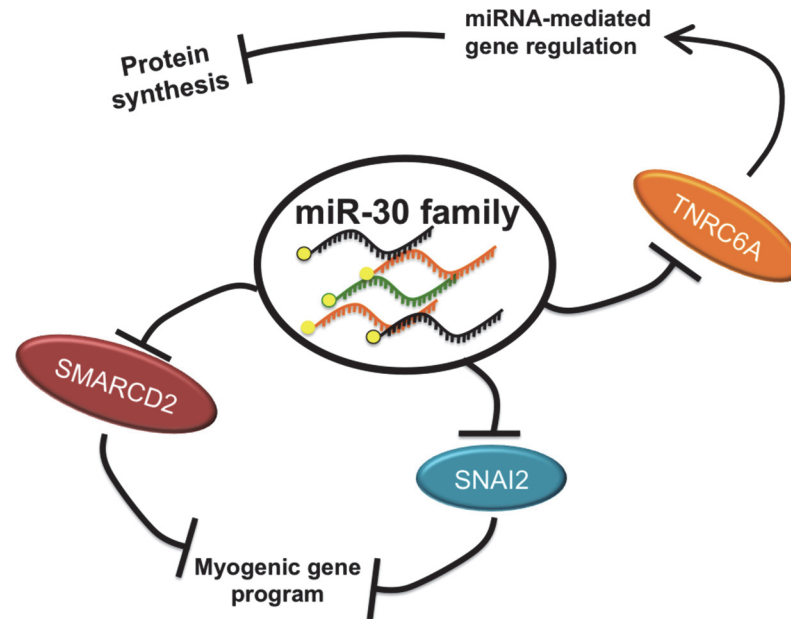 miRNA-mediated
gene regulation
Protein
synthesis
miR-30 family
TNRC6A
SMARCD2
SNAI2
Myogenic gene
program